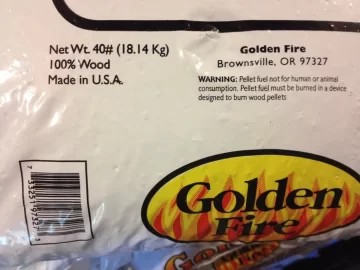 Net Wt. 40# (18.14 Kg)
100% Wood
Made in U.S.A.
Golden Fire
Brownsville, OR 97327
WARNING: Pellet fuel not for human or animal
consumption. Pellet fuel must be burned in a device
designed to burn wood pellets
Golden
Fire